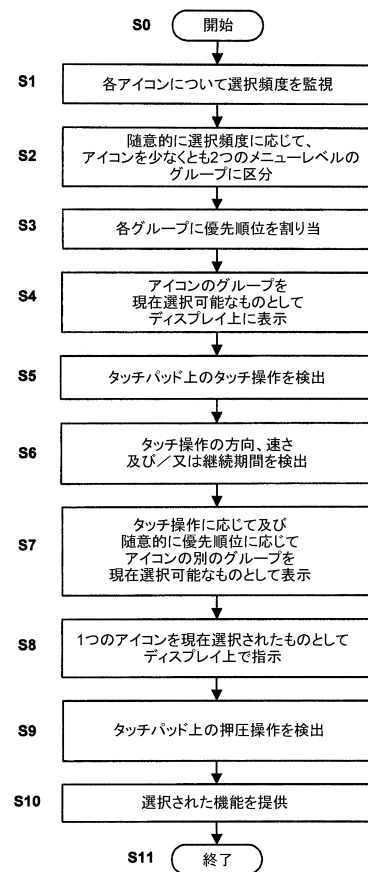 S0 開始
S1 各アイコンについて選択頻度を監視
S2 随意的に選択頻度に応じて、
アイコンを少なくとも2つのメニューレベルの
グループに区分
S3 各グループに優先順位を割り当
S4 アイコンのグループを
現在選択可能なものとして
ディスプレイ上に表示
S5 タッチパッド上のタッチ操作を検出
S6 タッチ操作の方向、速さ
及び/又は継続期間を検出
S7 タッチ操作に応じて及び
随意的に優先順位に応じて
アイコンの別のグループを
現在選択可能なものとして表示
S8 1つのアイコンを現在選択されたものとして
ディスプレイ上で指示
S9 タッチパッド上の押圧操作を検出
S10 選択された機能を提供
S11 終了